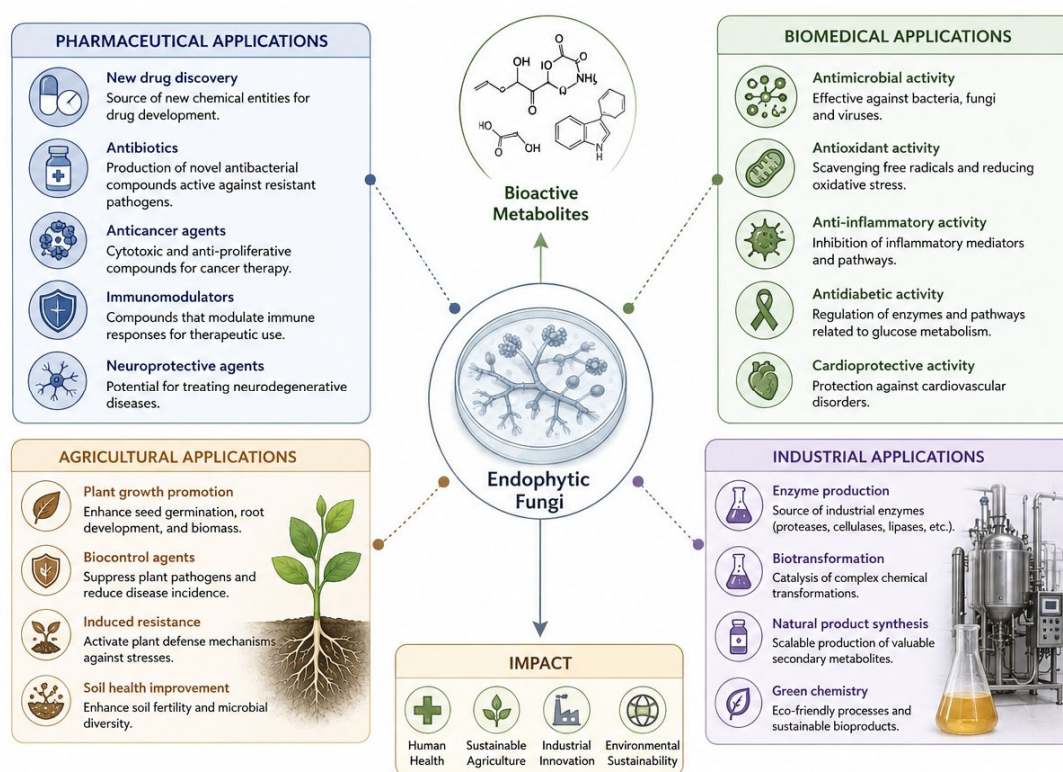 PHARMACEUTICAL APPLICATIONS
New drug discovery
Source of new chemical entities for
drug development.
Antibiotics
Production of novel antibacterial
compounds active against resistant
pathogens.
Anticancer agents
Cytotoxic and anti-proliferative
compounds for cancer therapy.
Immunomodulators
Compounds that modulate immune
responses for therapeutic use.
Neuroprotective agents
Potential for treating neurodegenerative
diseases.
OH
O
O
HO
O
OH
N
H
Bioactive
Metabolites
BIOMEDICAL APPLICATIONS
Antimicrobial activity
Effective against bacteria, fungi
and viruses.
Antioxidant activity
Scavenging free radicals and reducing
oxidative stress.
Anti-inflammatory activity
Inhibition of inflammatory mediators
and pathways.
Antidiabetic activity
Regulation of enzymes and pathways
related to glucose metabolism.
Cardioprotective activity
Protection against cardiovascular
disorders.
Endophytic
Fungi
AGRICULTURAL APPLICATIONS
Plant growth promotion
Enhance seed germination, root
development, and biomass.
Biocontrol agents
Suppress plant pathogens and
reduce disease incidence.
Induced resistance
Activate plant defense mechanisms
against stresses.
Soil health improvement
Enhance soil fertility and microbial
diversity.
INDUSTRIAL APPLICATIONS
Enzyme production
Source of industrial enzymes
(proteases, cellulases, lipases, etc.).
Biotransformation
Catalysis of complex chemical
transformations.
Natural product synthesis
Scalable production of valuable
secondary metabolites.
Green chemistry
Eco-friendly processes and
sustainable bioproducts.
IMPACT
Human
Health
Sustainable
Agriculture
Industrial
Innovation
Environmental
Sustainability